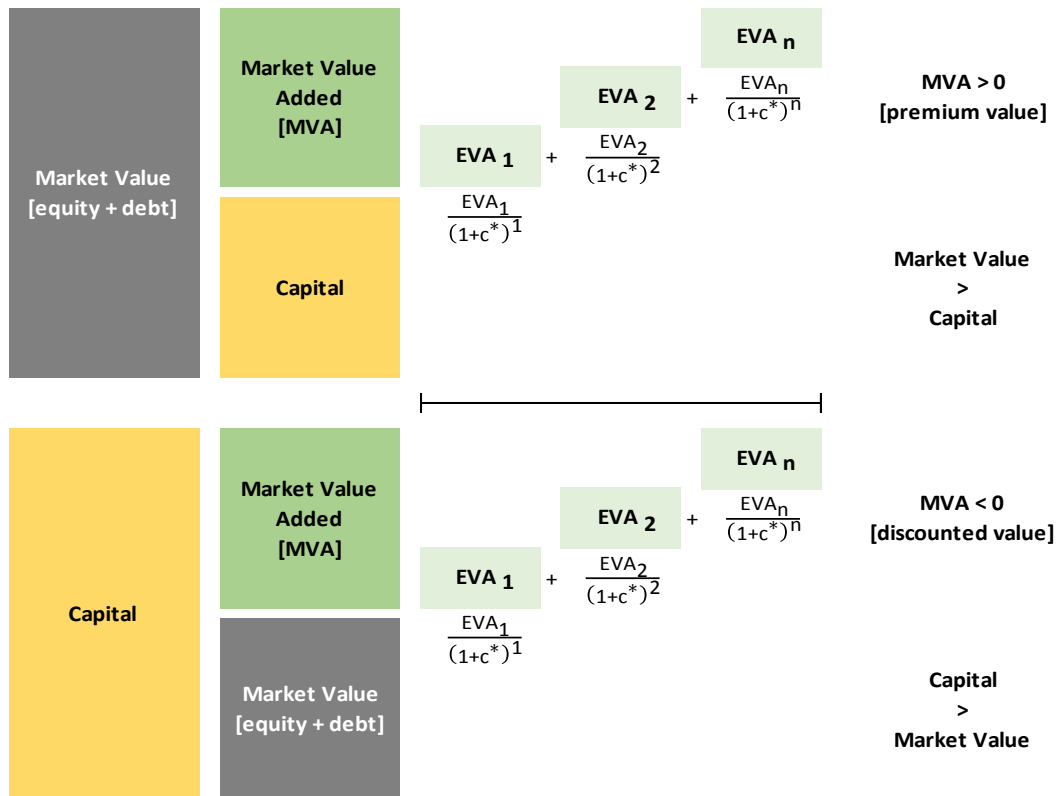 Market Value
[equity + debt]
Market Value
Added
[MVA]
Capital
EVA 1
EVA1
(1+c*)1
+
EVA 2
EVA2
(1+c*)2
+
EVA n
EVAn
(1+c*)n
MVA > 0
[premium value]
Market Value
>
Capital
Capital
Market Value
Added
[MVA]
Market Value
[equity + debt]
EVA 1
EVA1
(1+c*)1
+
EVA 2
EVA2
(1+c*)2
+
EVA n
EVAn
(1+c*)n
MVA < 0
[discounted value]
Capital
>
Market Value